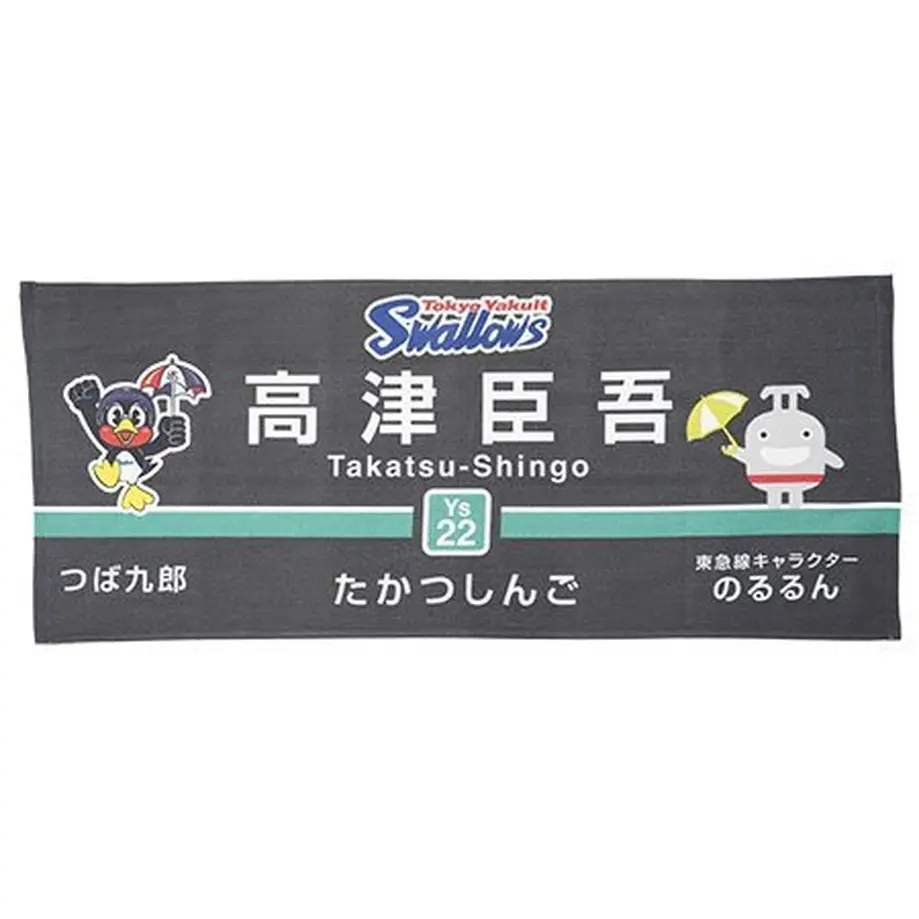 Tokyo Yakult
Swallows
高津臣吾
Takatsu-Shingo
Ys
22
つば九郎
たかつしんご
東急線キャラクター
のるるん